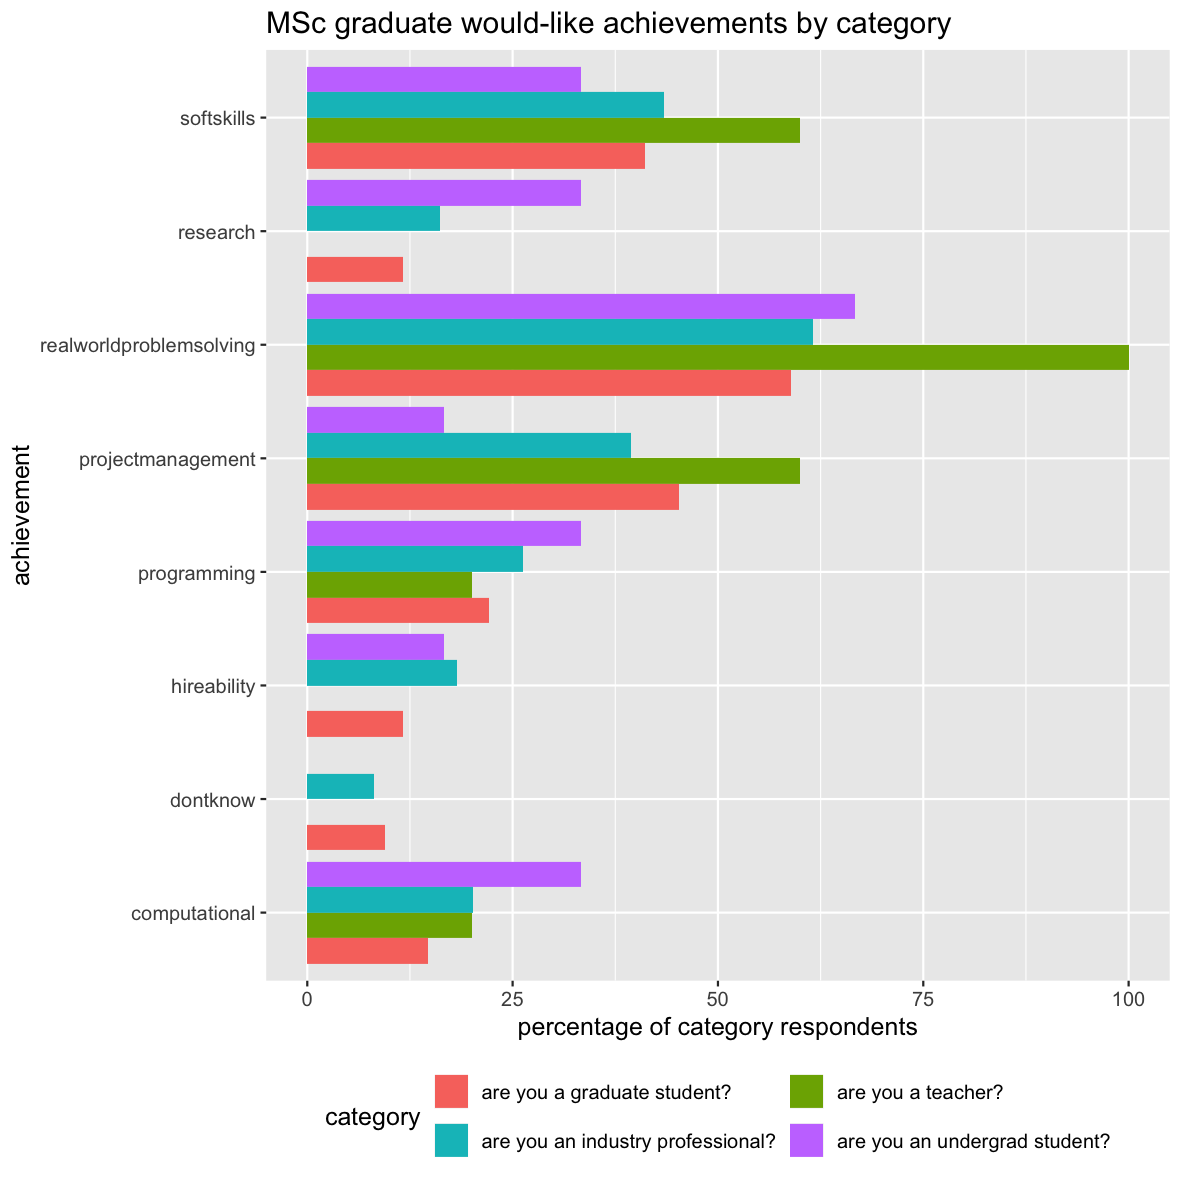 MSc graduate would-like achievements by category
achievement
softskills
research
realworldproblemsolving
projectmanagement
programming
hireability
dontknow
computational
0 25 50 75 100
percentage of category respondents
category
are you a graduate student? are you a teacher?
are you an industry professional? are you an undergrad student?